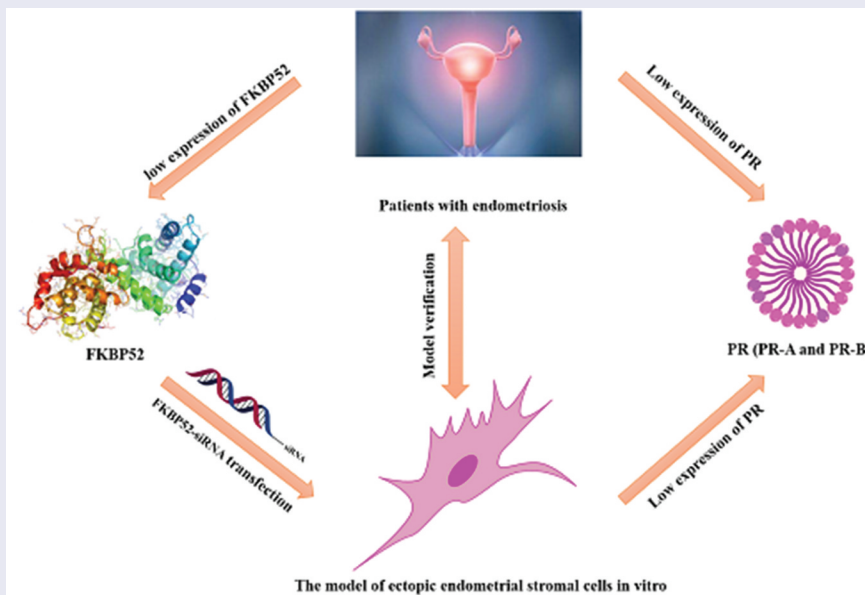 low expression of FKBP52
Low expression of PR
Patients with endometriosis
FKBP52
Model verification
PR (PR-A and PR-B
siRNA
FKBP52-siRNA transfection
Low expression of PR
The model of ectopic endometrial stromal cells in vitro